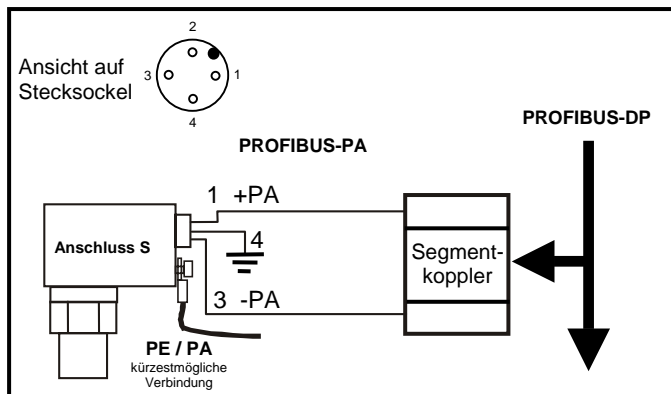 2
Ansicht auf
Stecksockel
3
1
4
PROFIBUS-DP
PROFIBUS-PA
1 +PA
Anschluss S
4
Segment-
koppler
3 -PA
PE / PA
kürzestmögliche
Verbindung